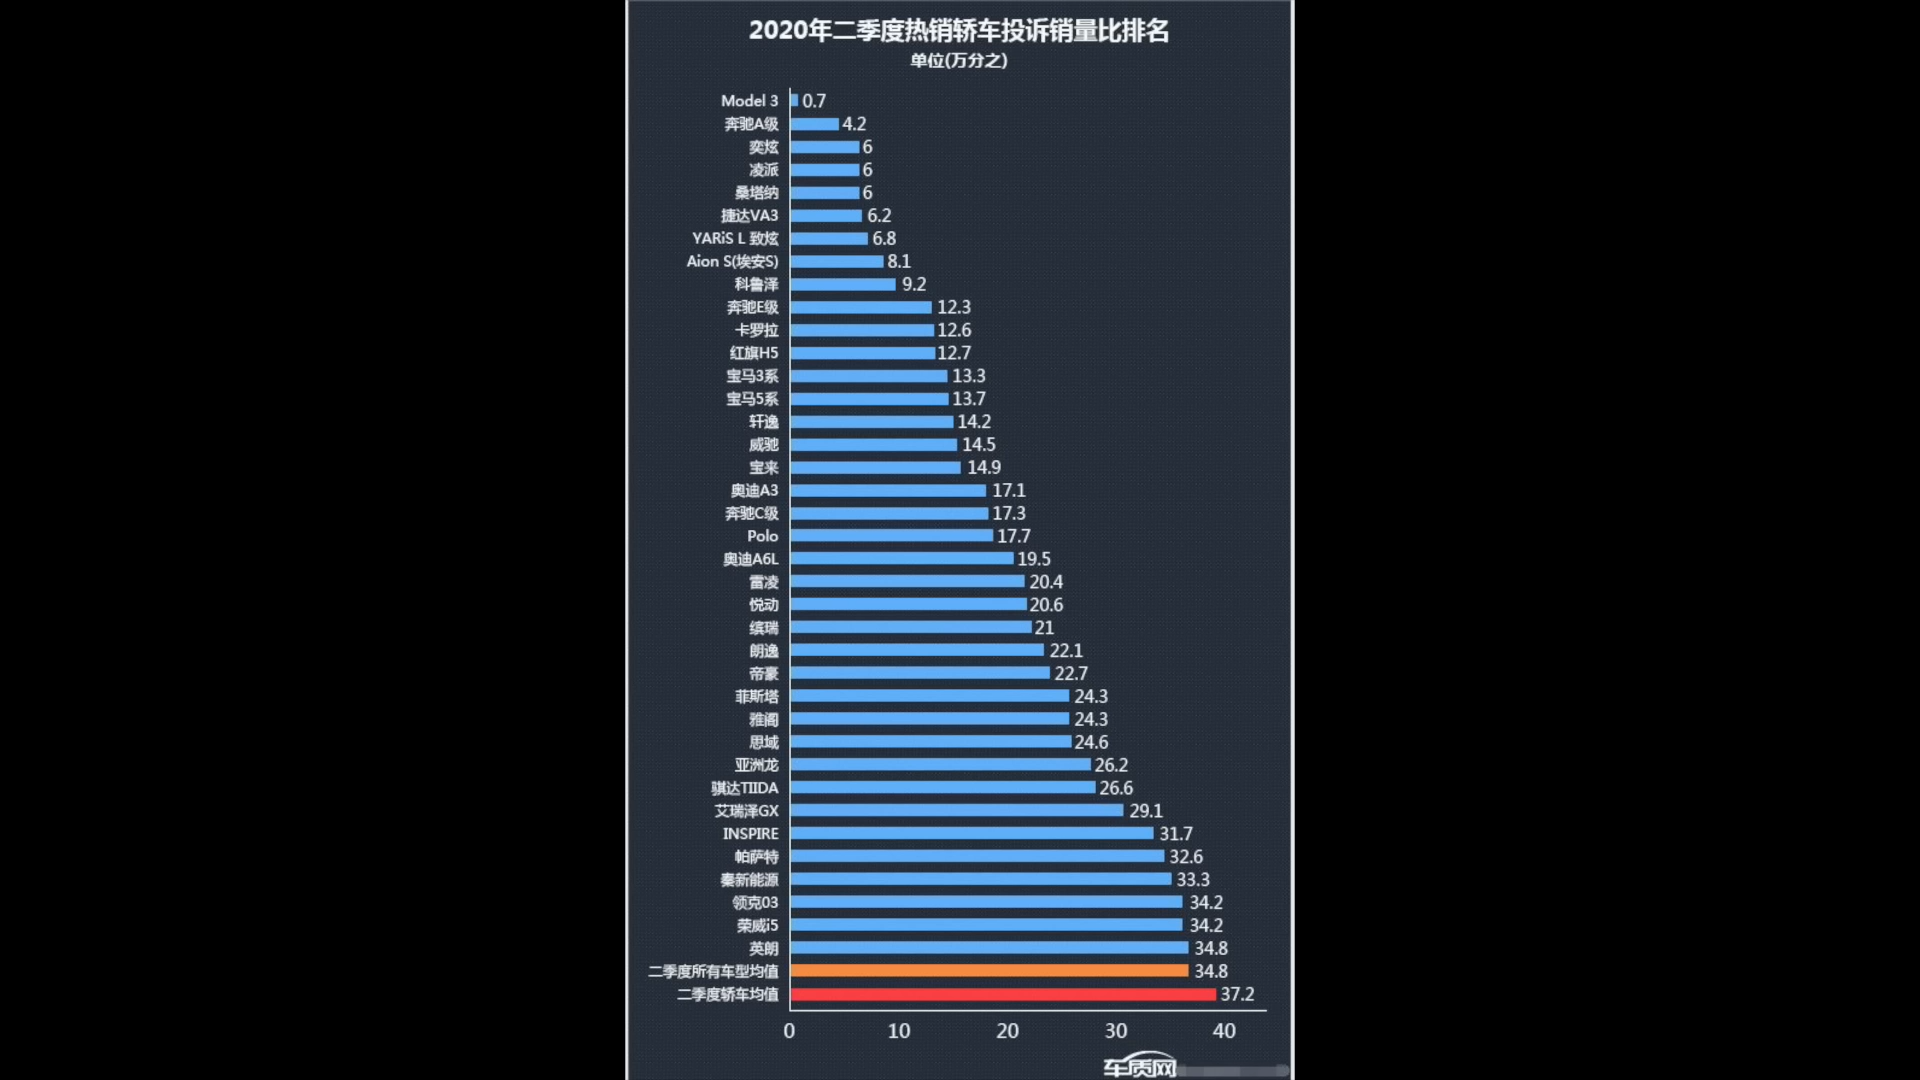 2020年二季度热销轿车投诉销量比排名
单位(万分之)
Model 3 0.7
奔驰A级 4.2
奕炫 6
凌派 6
桑塔纳 6
捷达VA3 6.2
YARiS L 致炫 6.8
Aion S(埃安S) 8.1
科鲁泽 9.2
奔驰E级 12.3
卡罗拉 12.6
红旗H5 12.7
宝马3系 13.3
宝马5系 13.7
轩逸 14.2
威驰 14.5
宝来 14.9
奥迪A3 17.1
奔驰C级 17.3
Polo 17.7
奥迪A6L 19.5
雷凌 20.4
悦动 20.6
缤瑞 21
朗逸 22.1
帝豪 22.7
菲斯塔 24.3
雅阁 24.3
思域 24.6
亚洲龙 26.2
骐达TIIDA 26.6
艾瑞泽GX 29.1
INSPIRE 31.7
帕萨特 32.6
秦新能源 33.3
领克03 34.2
荣威i5 34.2
英朗 34.8
二季度所有车型均值 34.8
二季度轿车均值 37.2
0 10 20 30 40
车质网